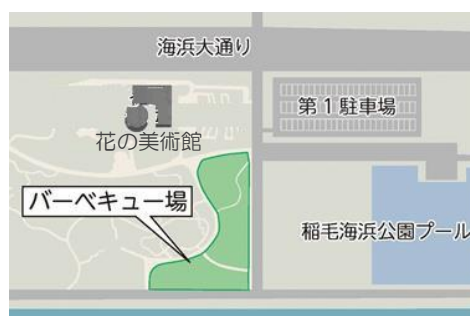 海浜大通り
第1駐車場
花の美術館
バーベキュー場
稲毛海浜公園プール